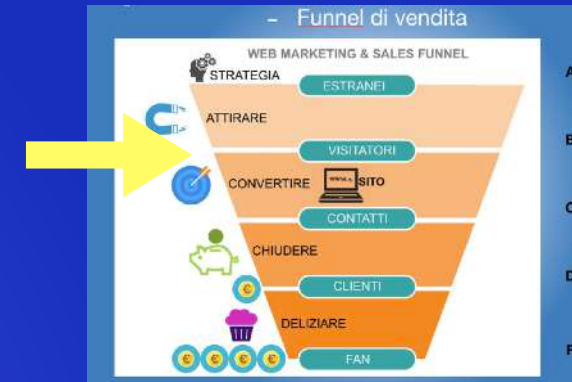 - Funnel di vendita
WEB MARKETING & SALES FUNNEL
STRATEGIA
ESTRANEI
ATTIRARE
VISITATORI
CONVERTIRE
SITO
CONTATTI
CHIUDERE
CLIENTI
DELIZIARE
FAN
A
B
C
D
F